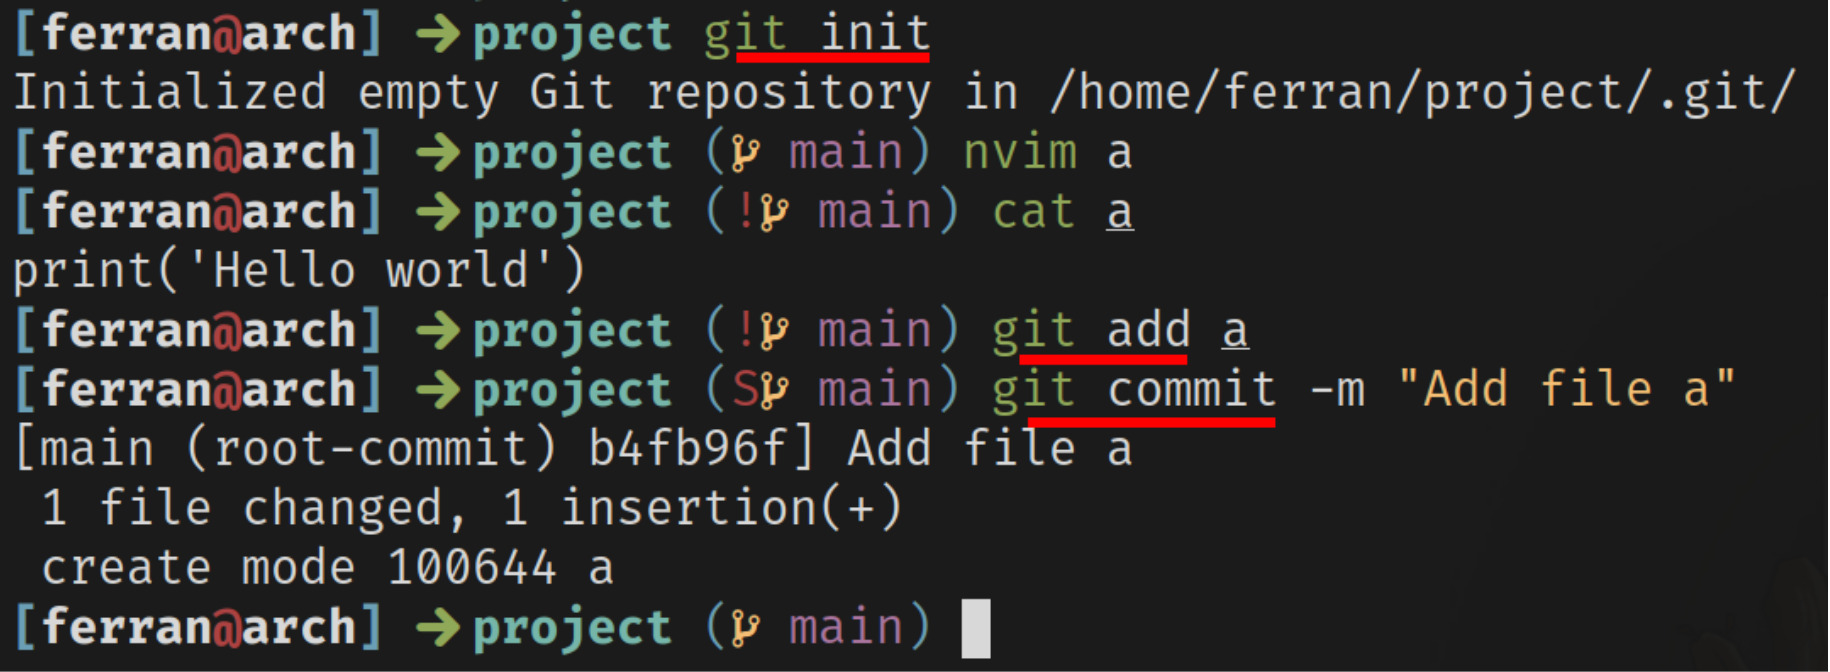 [ferran@arch] → project git init
Initialized empty Git repository in /home/ferran/project/.git/
[ferran@arch] → project ( main) nvim a
[ferran@arch] → project (! main) cat a
print('Hello world')
[ferran@arch] → project (! main) git add a
[ferran@arch] → project (S main) git commit -m "Add file a"
[main (root-commit) b4fb96f] Add file a
 1 file changed, 1 insertion(+)
 create mode 100644 a
[ferran@arch] → project ( main)